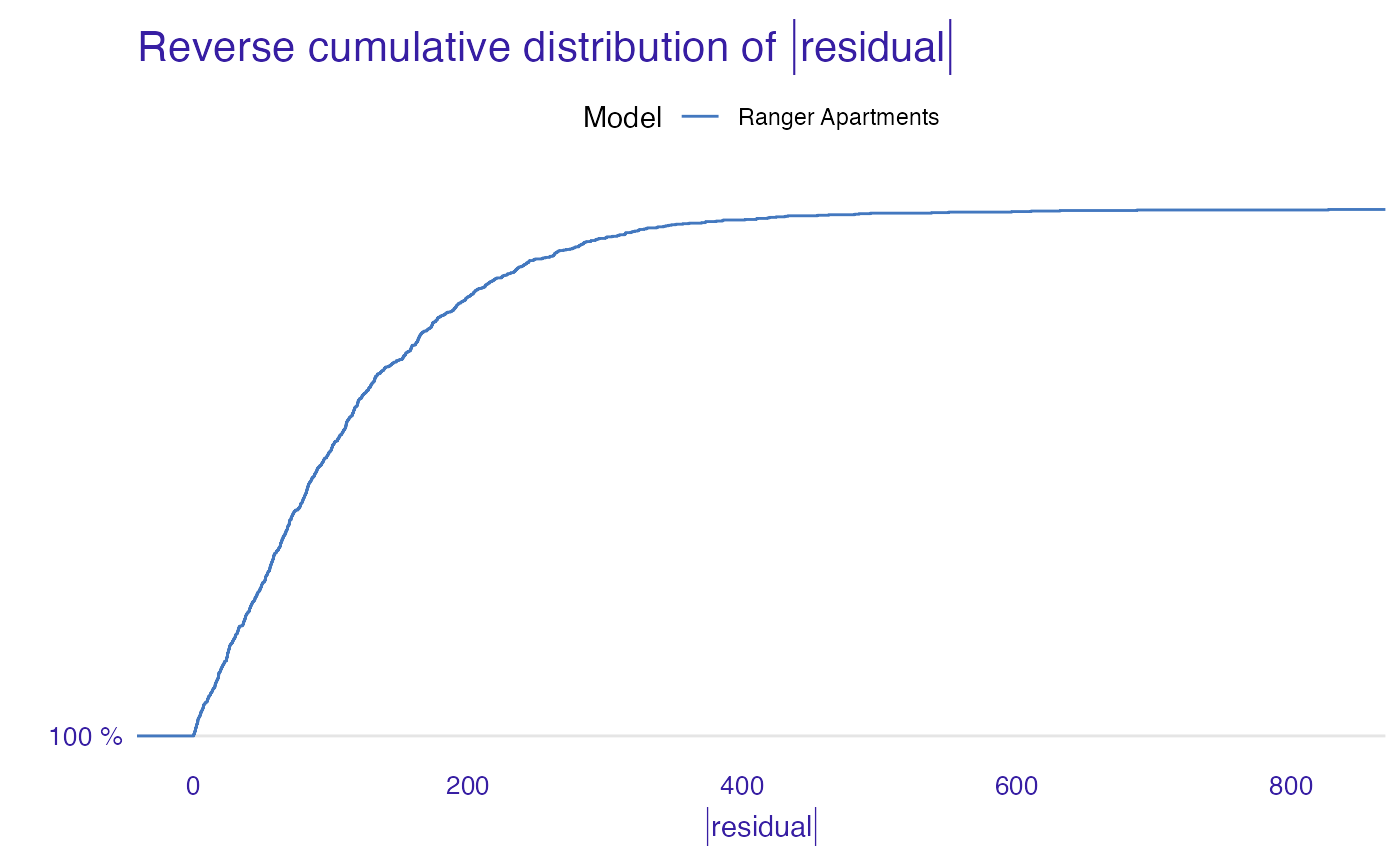 Reverse cumulative distribution of |residual|
Model Ranger Apartments
100 %
0 200 400 600 800
|residual|